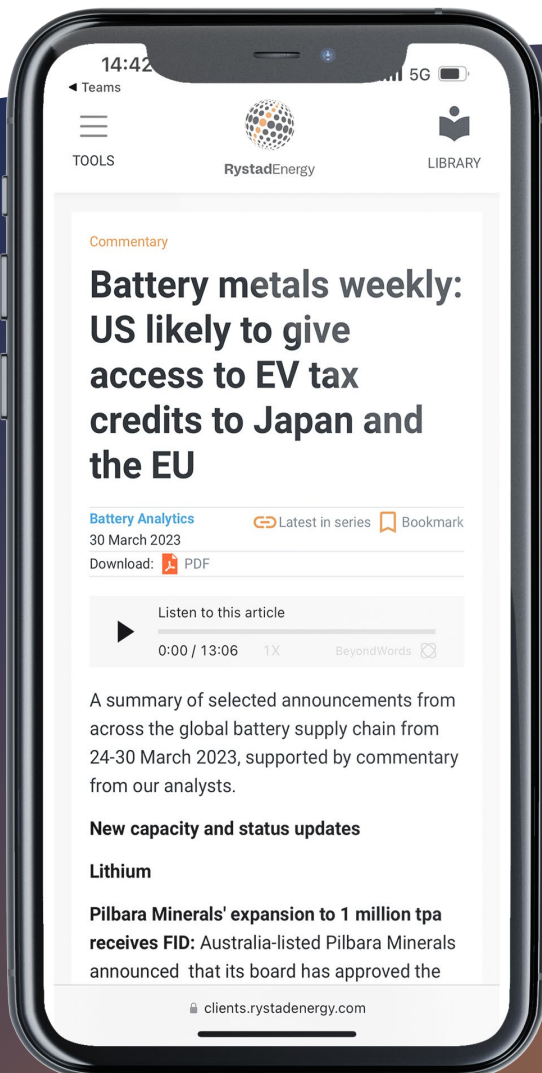 14:42
5G
◀ Teams
TOOLS
RystadEnergy
LIBRARY
Commentary
Battery metals weekly:
US likely to give
access to EV tax
credits to Japan and
the EU
Battery Analytics
Latest in series
Bookmark
30 March 2023
Download: PDF
Listen to this article
0:00 / 13:06 1X BeyondWords
A summary of selected announcements from
across the global battery supply chain from
24-30 March 2023, supported by commentary
from our analysts.
New capacity and status updates
Lithium
Pilbara Minerals' expansion to 1 million tpa
receives FID: Australia-listed Pilbara Minerals
announced that its board has approved the
clients.rystadenergy.com